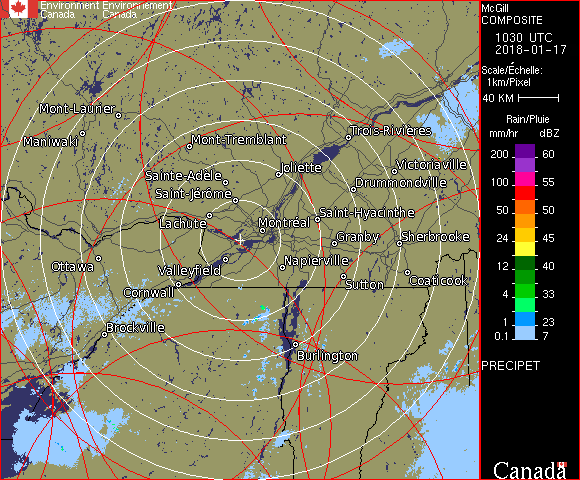 Environment Environnement
Canada Canada
McGill
COMPOSITE
1030 UTC
2018-01-17
Scale/Échelle:
1km/Pixel
40 KM
Rain/Pluie
mm/hr dBZ
200 60
100 55
50 50
24 45
12 40
4 33
1 23
0.1 7
PRECIPET
Canada
Mont-Laurier
Maniwaki
Mont-Tremblant
Trois-Rivières
Joliette
Victoriaville
Sainte-Adèle
Saint-Jérôme
Drummondville
Lachute
Montréal
Saint-Hyacinthe
Granby
Sherbrooke
Ottawa
Valleyfield
Napierville
Cornwall
Sutton
Coaticook
Brockville
Burlington